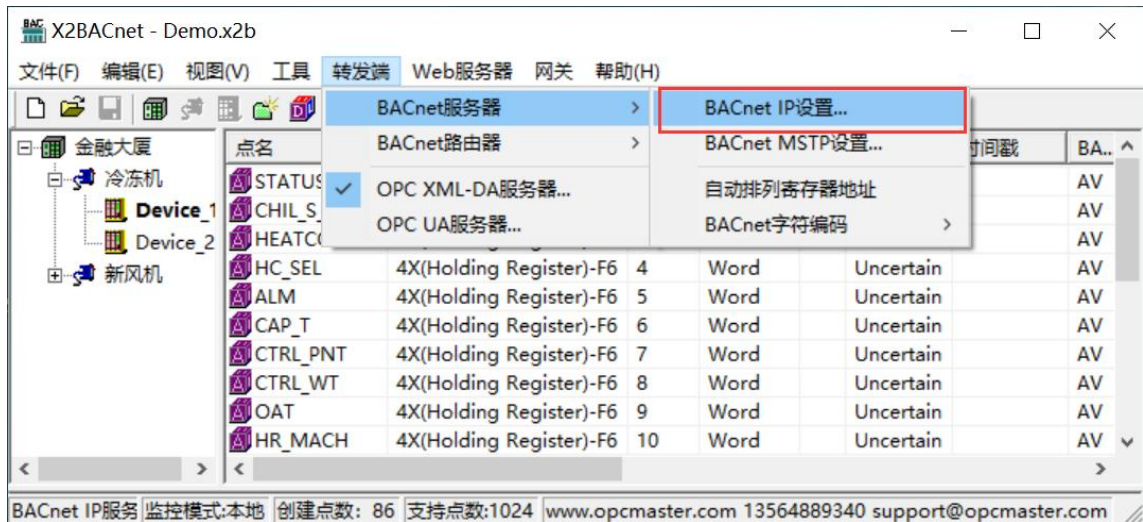 X2BACnet - Demo.x2b
文件(F) 编辑(E) 视图(V) 工具 转发端 Web服务器 网关 帮助(H)
BACnet服务器
BACnet路由器
OPC XML-DA服务器...
OPC UA服务器...
BACnet IP设置...
BACnet MSTP设置...
自动排列寄存器地址
BACnet字符编码
金融大厦
冷冻机
Device_1
Device_2
新风机
点名 时间戳 BA...
STATUS AV
CHIL_S_ AV
HEATC AV
HC_SEL 4X(Holding Register)-F6 4 Word Uncertain AV
ALM 4X(Holding Register)-F6 5 Word Uncertain AV
CAP_T 4X(Holding Register)-F6 6 Word Uncertain AV
CTRL_PNT 4X(Holding Register)-F6 7 Word Uncertain AV
CTRL_WT 4X(Holding Register)-F6 8 Word Uncertain AV
OAT 4X(Holding Register)-F6 9 Word Uncertain AV
HR_MACH 4X(Holding Register)-F6 10 Word Uncertain AV
BACnet IP服务 监控模式:本地 创建点数: 86 支持点数:1024 www.opcmaster.com 13564889340 support@opcmaster.com